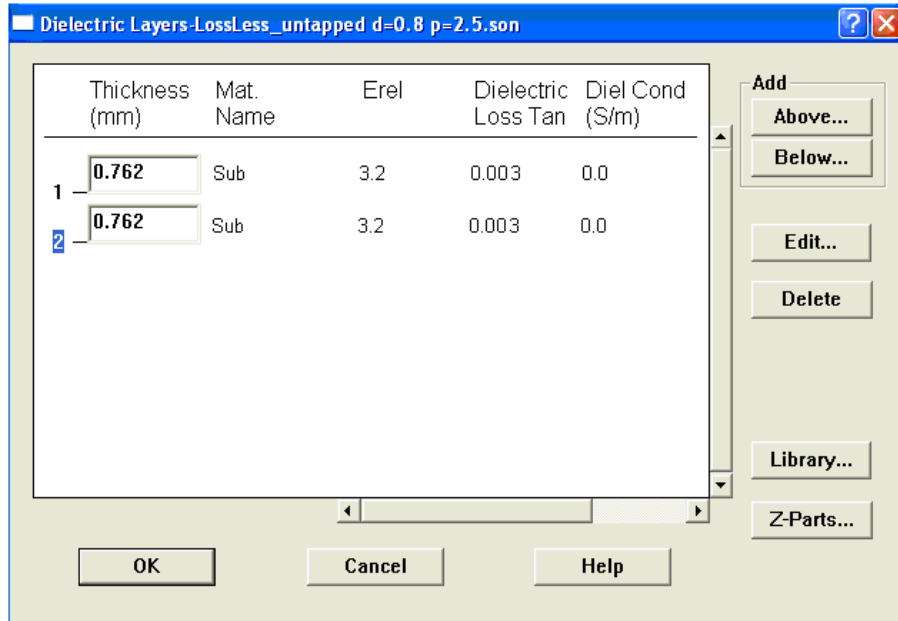 Dielectric Layers-LossLess_untapped d=0.8 p=2.5.son
Thickness Mat. Erel Dielectric Diel Cond
(mm) Name Loss Tan (S/m)
1 0.762 Sub 3.2 0.003 0.0
2 0.762 Sub 3.2 0.003 0.0
Add
Above...
Below...
Edit...
Delete
Library...
Z-Parts...
OK Cancel Help